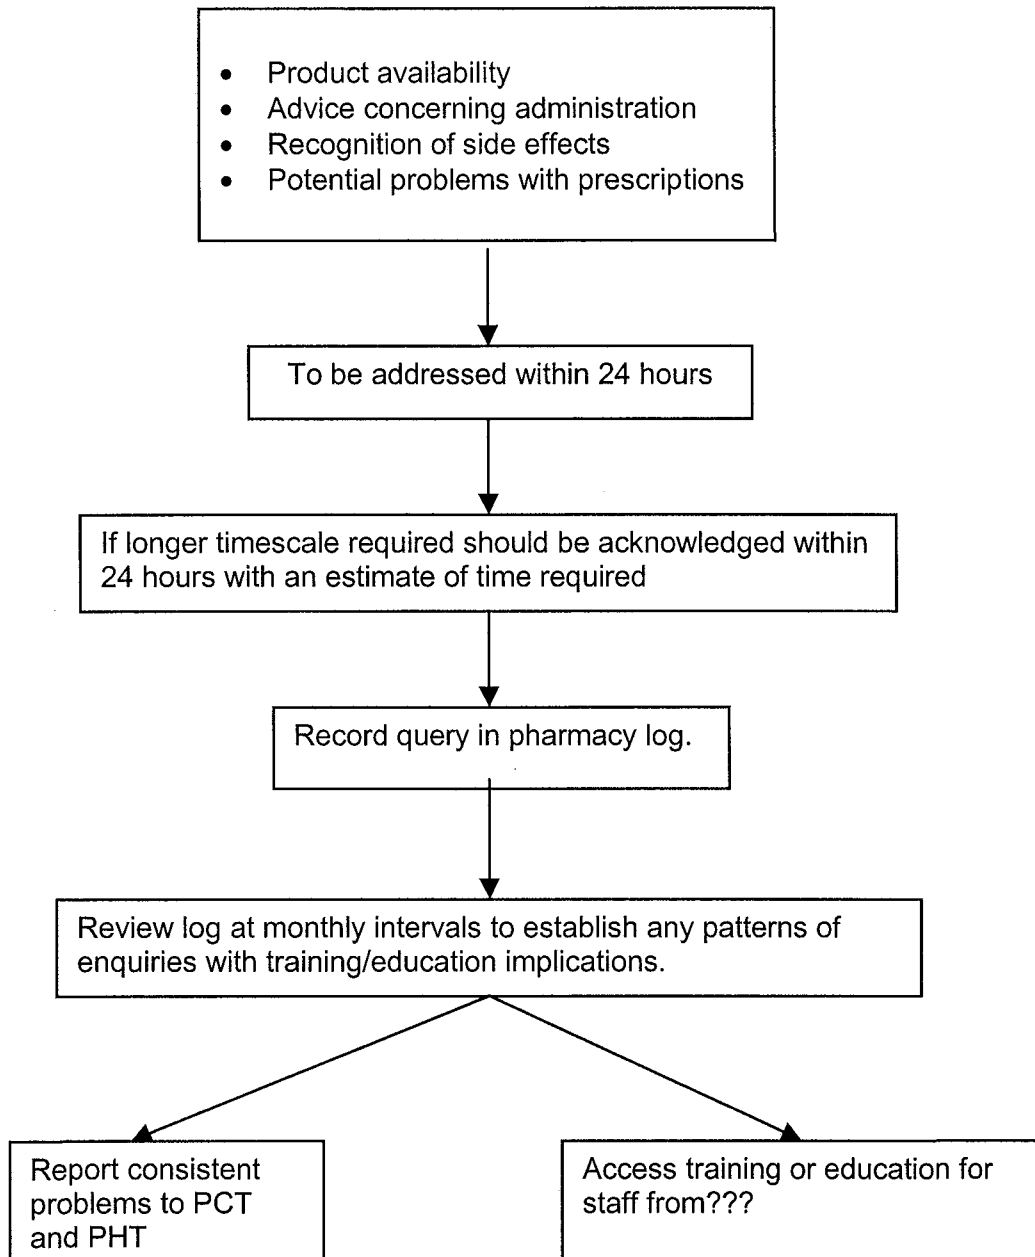 • Product availability
• Advice concerning administration
• Recognition of side effects
• Potential problems with prescriptions
To be addressed within 24 hours
If longer timescale required should be acknowledged within
24 hours with an estimate of time required
Record query in pharmacy log.
Review log at monthly intervals to establish any patterns of
enquiries with training/education implications.
Report consistent
problems to PCT
and PHT
Access training or education for
staff from???